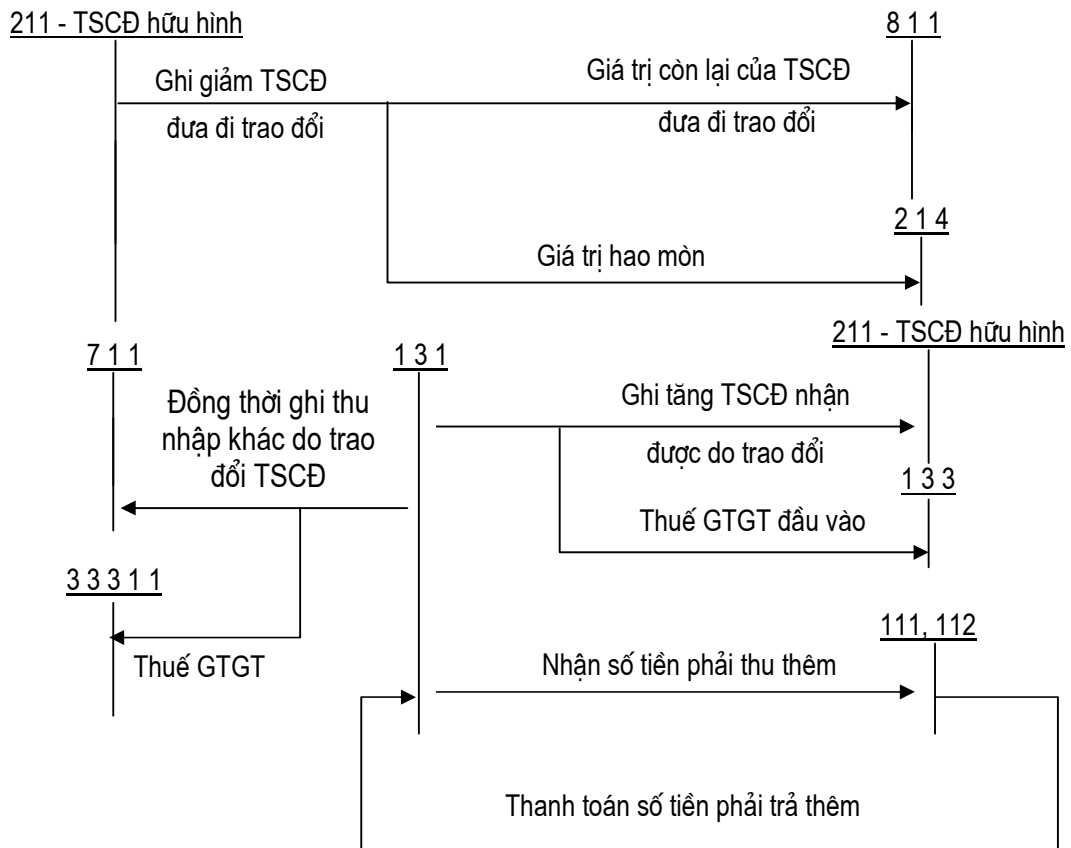 211 - TSCĐ hữu hình
8 1 1
Ghi giảm TSCĐ
đưa đi trao đổi
Giá trị còn lại của TSCĐ
đưa đi trao đổi
2 1 4
Giá trị hao mòn
211 - TSCĐ hữu hình
7 1 1
1 3 1
Đồng thời ghi thu
nhập khác do trao
đổi TSCĐ
Ghi tăng TSCĐ nhận
được do trao đổi
1 3 3
Thuế GTGT đầu vào
3 3 3 1 1
Thuế GTGT
111, 112
Nhận số tiền phải thu thêm
Thanh toán số tiền phải trả thêm